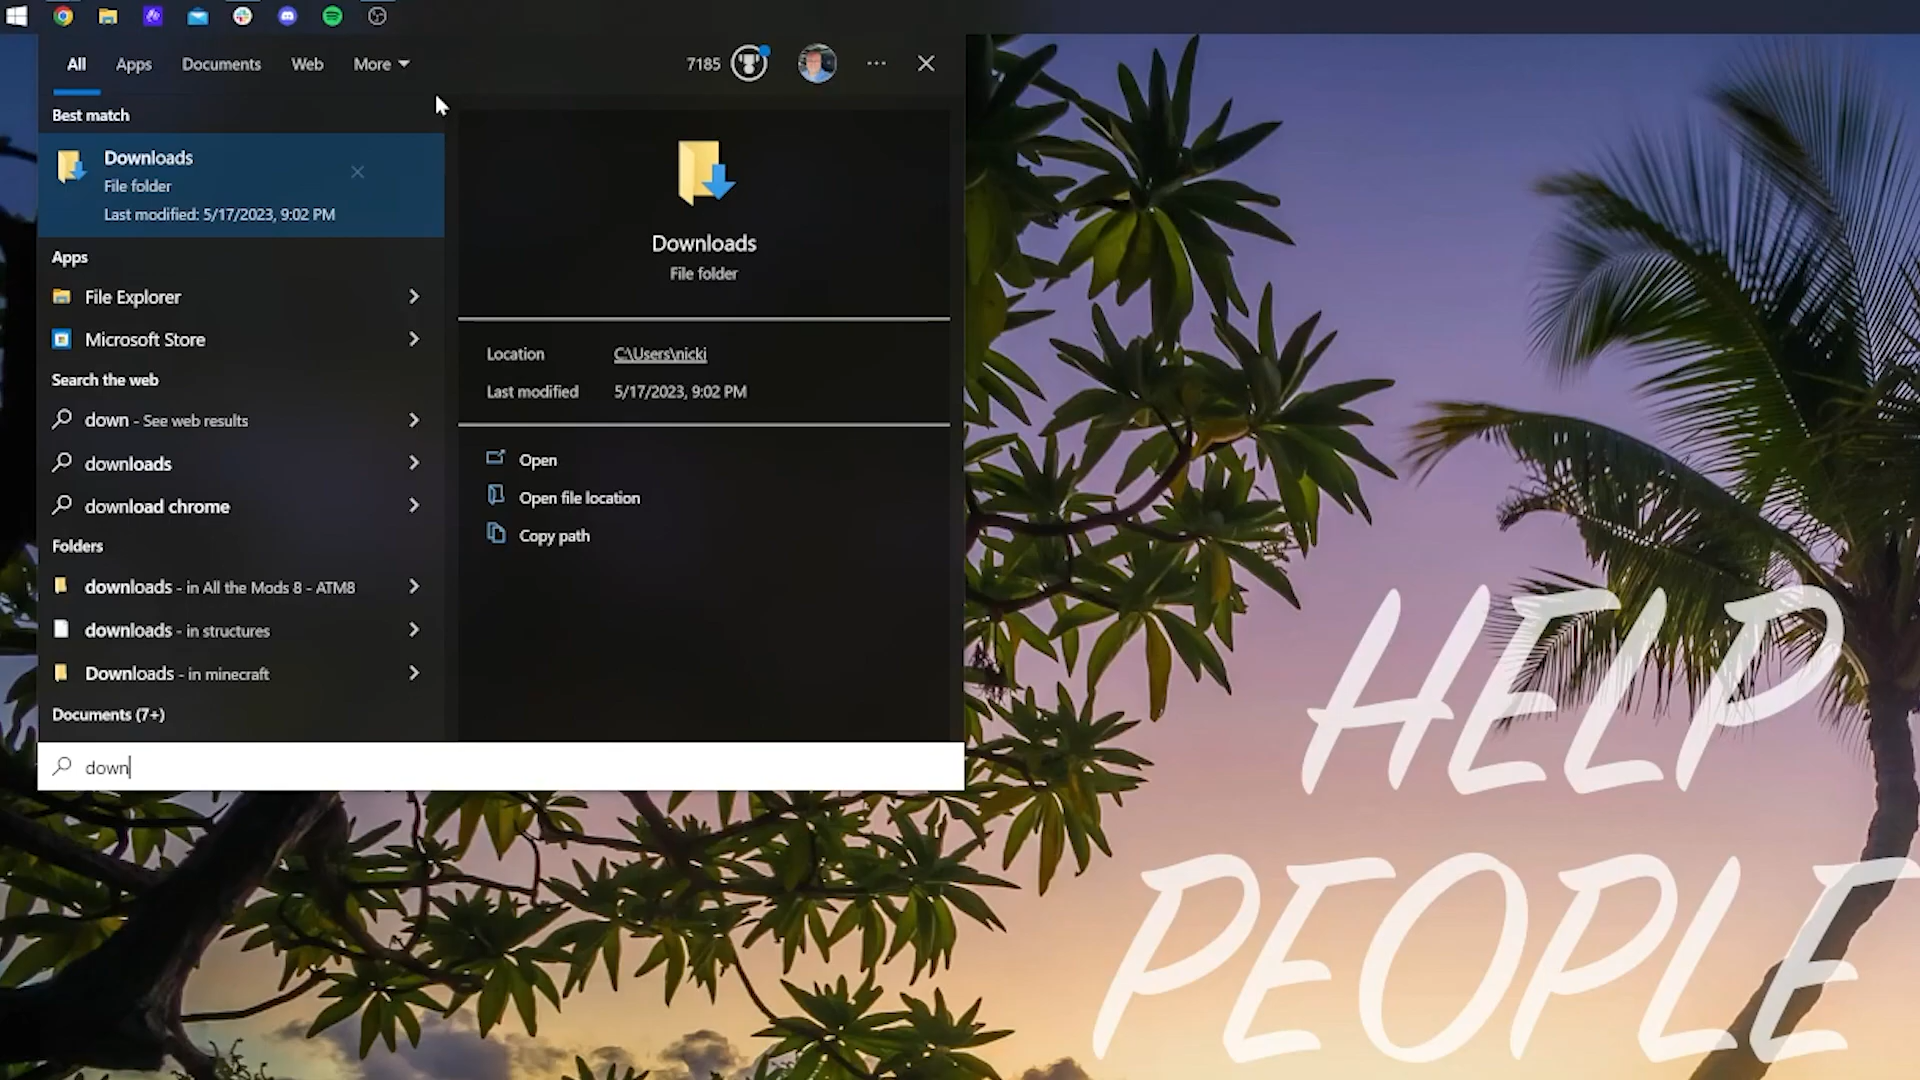 All Apps Documents Web More 7185
Best match
Downloads
File folder
Last modified: 5/17/2023, 9:02 PM
Apps
File Explorer
Microsoft Store
Search the web
down - See web results
downloads
download chrome
Folders
downloads - in All the Mods 8 - ATM8
downloads - in structures
Downloads - in minecraft
Documents (7+)
down
Downloads
File folder
Location C:\Users\nicki
Last modified 5/17/2023, 9:02 PM
Open
Open file location
Copy path
HELP
PEOPLE